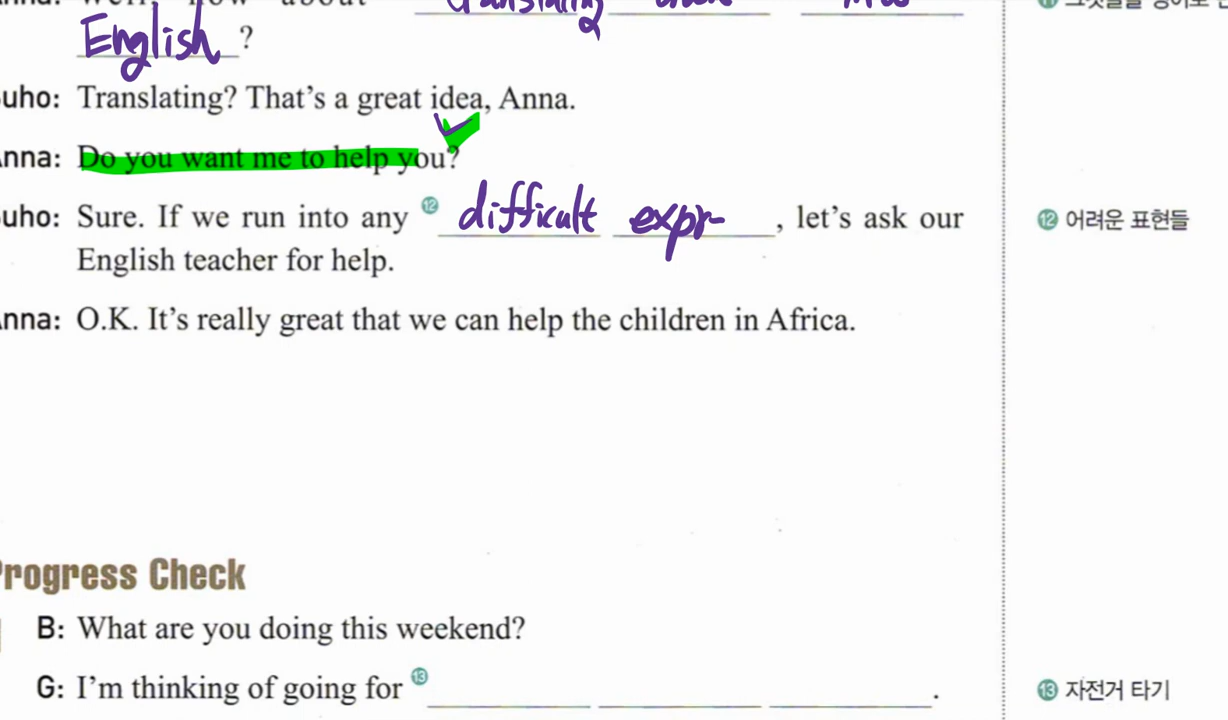 translating into
English ?
uho: Translating? That's a great idea, Anna.
nna: Do you want me to help you?
uho: Sure. If we run into any ⑫ difficult expr , let's ask our
⑫ 어려운 표현들
English teacher for help.
nna: O.K. It's really great that we can help the children in Africa.
rogress Check
B: What are you doing this weekend?
G: I'm thinking of going for ⑬ .
⑬ 자전거 타기